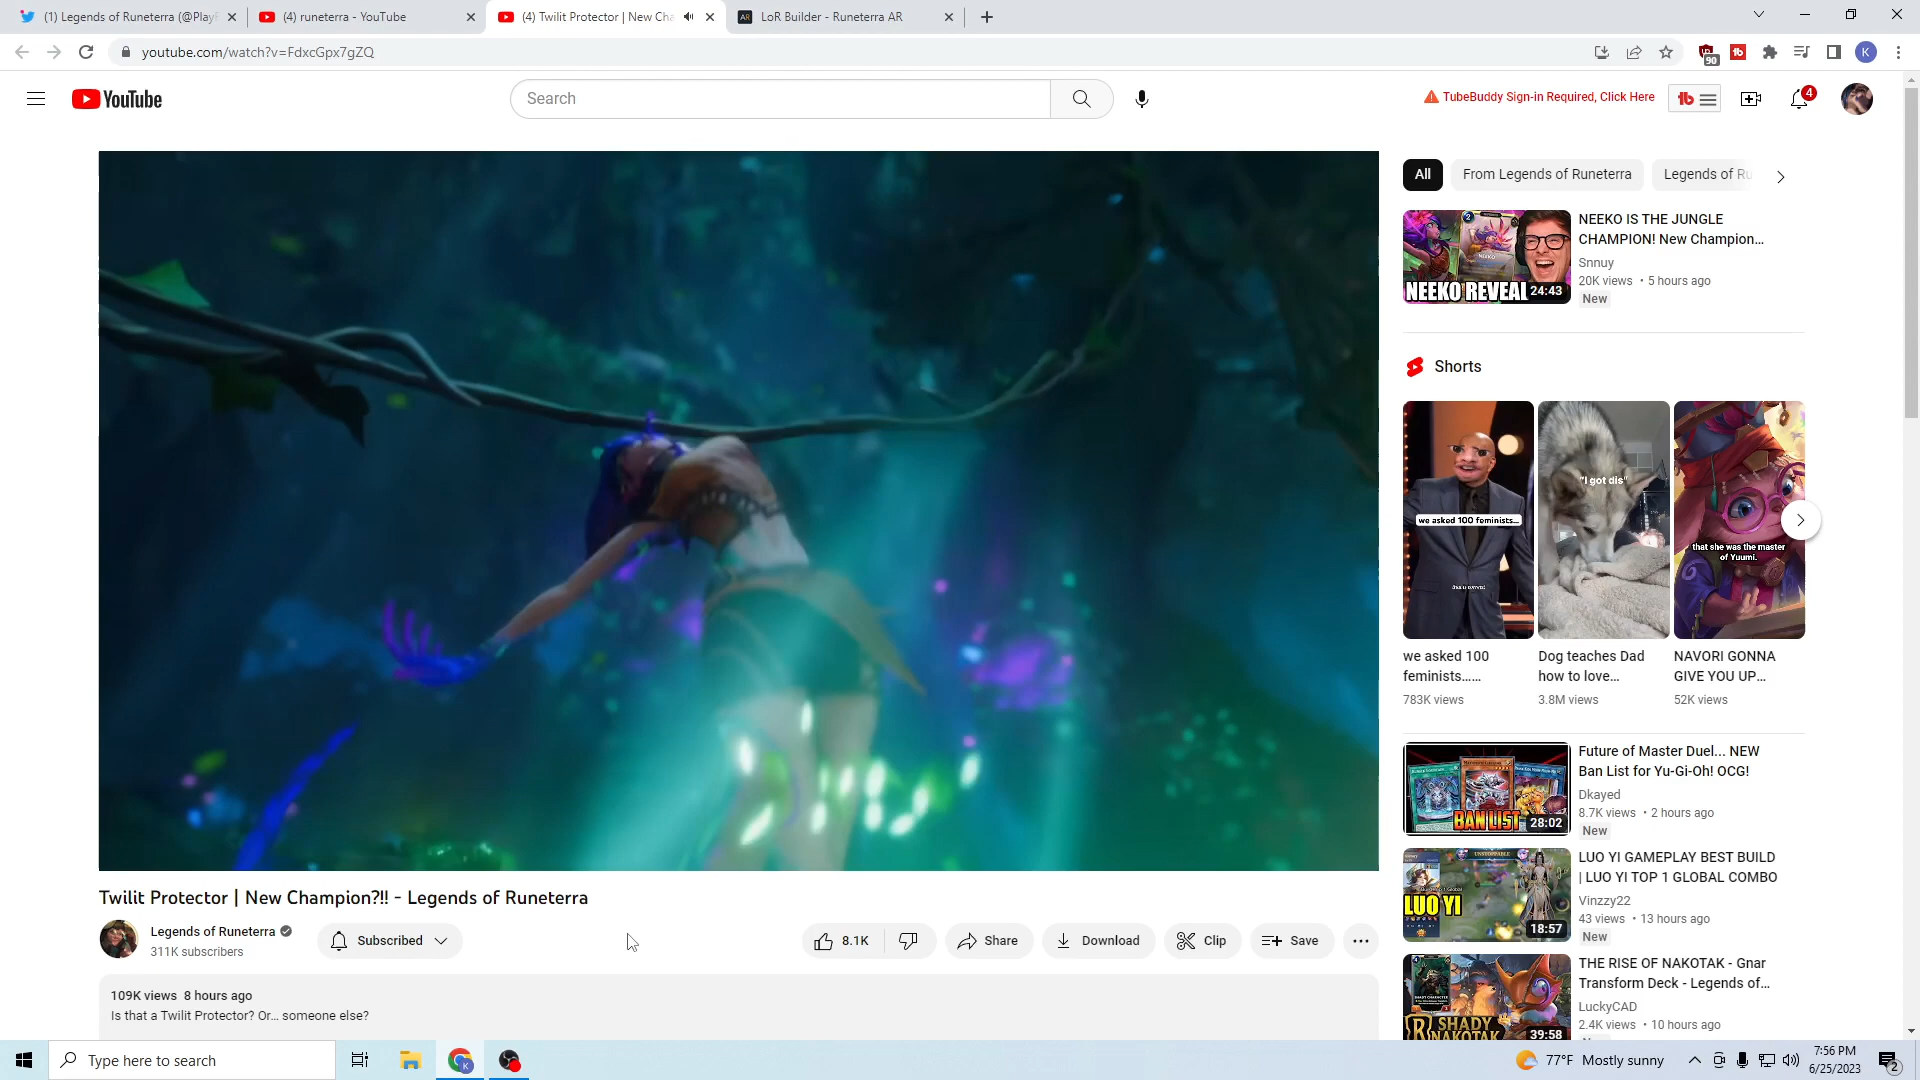 (1) Legends of Runeterra (@Play
(4) runeterra - YouTube
(4) Twilit Protector | New Cha
LoR Builder - Runeterra AR
youtube.com/watch?v=FdxcGpx7gZQ
90
K
YouTube
Search
TubeBuddy Sign-in Required, Click Here
4
All
From Legends of Runeterra
Legends of Ru
NEEKO REVEAL
24:43
NEEKO IS THE JUNGLE
CHAMPION! New Champion...
Snnuy
20K views • 5 hours ago
New
Shorts
we asked 100 feminists...
"I got dis"
that she was the master
of Yuumi.
we asked 100
feminists......
783K views
Dog teaches Dad
how to love...
3.8M views
NAVORI GONNA
GIVE YOU UP...
52K views
BAN LIST
28:02
Future of Master Duel... NEW
Ban List for Yu-Gi-Oh! OCG!
Dkayed
8.7K views • 2 hours ago
New
LUO YI
18:57
LUO YI GAMEPLAY BEST BUILD
| LUO YI TOP 1 GLOBAL COMBO
Vinzzy22
43 views • 13 hours ago
New
SHADY
NAKOTAK
39:58
THE RISE OF NAKOTAK - Gnar
Transform Deck - Legends of...
LuckyCAD
2.4K views • 10 hours ago
Twilit Protector | New Champion?!! - Legends of Runeterra
Legends of Runeterra
311K subscribers
Subscribed
8.1K
Share
Download
Clip
Save
109K views 8 hours ago
Is that a Twilit Protector? Or... someone else?
Type here to search
77°F Mostly sunny
7:56 PM
6/25/2023
2